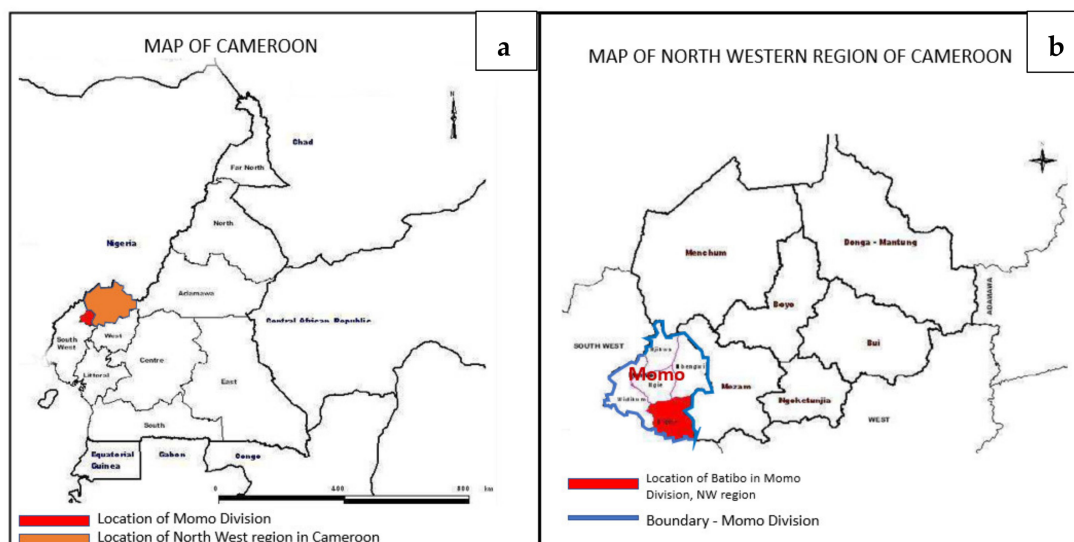 MAP OF CAMEROON
a
N
Chad
Far North
North
Nigeria
Adamawa
Central African Republic
South
West
West
Centre
Littoral
East
South
Equatorial
Guinea
Gabon
Congo
0
400
800 km
Location of Momo Division
Location of North West region in Cameroon
MAP OF NORTH WESTERN REGION OF CAMEROON
b
Menchum
Donga - Mantung
Boyo
ADAMAWA
Bui
SOUTH WEST
Momo
Mezam
Ngoketunjia
WEST
Location of Batibo in Momo
Division, NW region
Boundary - Momo Division